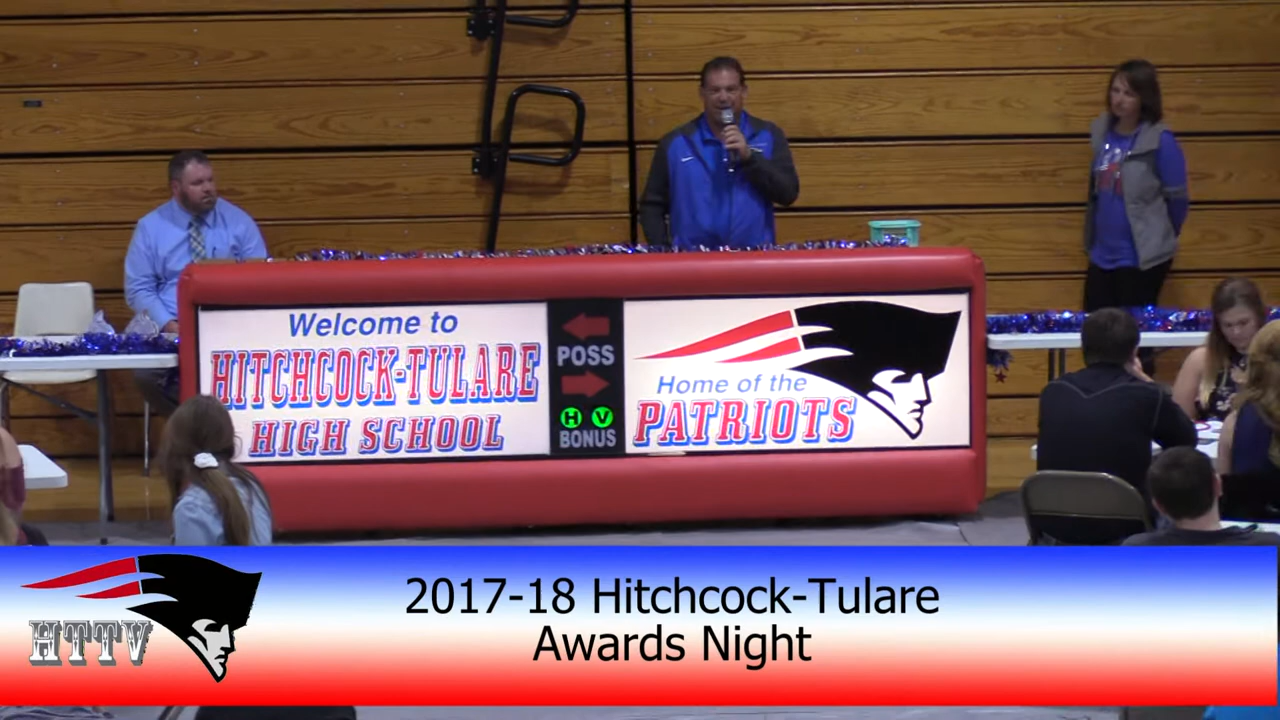 Welcome to
HITCHCOCK-TULARE
HIGH SCHOOL
POSS
H V
BONUS
Home of the
PATRIOTS
HTTV
2017-18 Hitchcock-Tulare
Awards Night